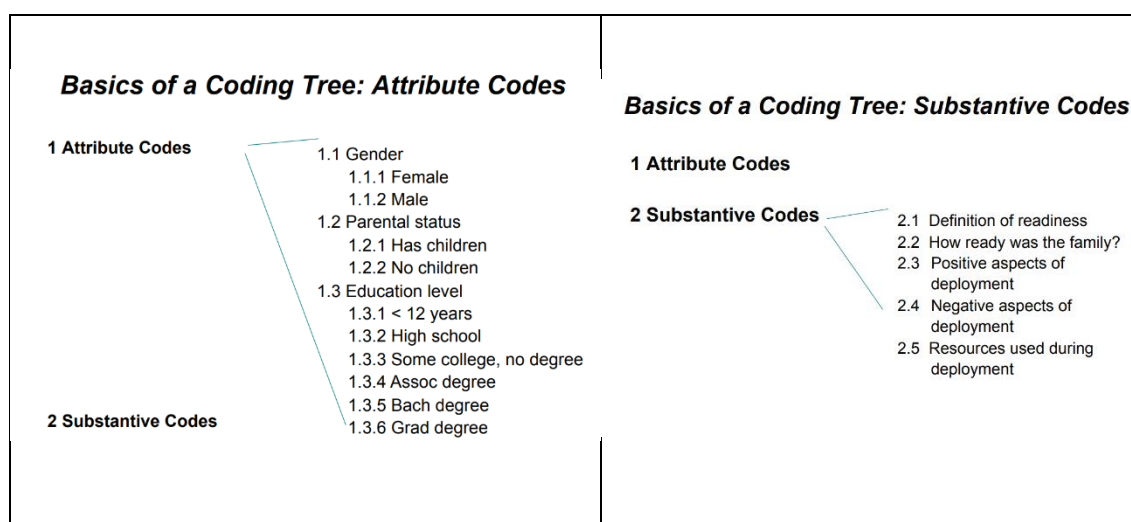 Basics of a Coding Tree: Attribute Codes
1 Attribute Codes
1.1 Gender
1.1.1 Female
1.1.2 Male
1.2 Parental status
1.2.1 Has children
1.2.2 No children
1.3 Education level
1.3.1 < 12 years
1.3.2 High school
1.3.3 Some college, no degree
1.3.4 Assoc degree
1.3.5 Bach degree
1.3.6 Grad degree
2 Substantive Codes
Basics of a Coding Tree: Substantive Codes
1 Attribute Codes
2 Substantive Codes
2.1 Definition of readiness
2.2 How ready was the family?
2.3 Positive aspects of
deployment
2.4 Negative aspects of
deployment
2.5 Resources used during
deployment